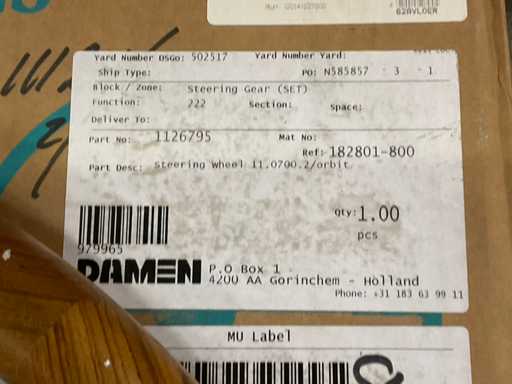 62AVLOER
Yard Number DSGo: 502517 Yard Number Yard:
Ship Type: PO: N585857 - 3 - 1
Block / Zone: Steering Gear (SET)
Function: 222 Section: Space:
Deliver To:
Part No: 1126795 Mat No:
Ref: 182801-800
Part Desc: Steering wheel 11.0700.2/orbit
Qty: 1.00
pcs
979965
DAMEN P.O Box 1
4200 AA Gorinchem - Holland
Phone: +31 183 63 99 11
MU Label